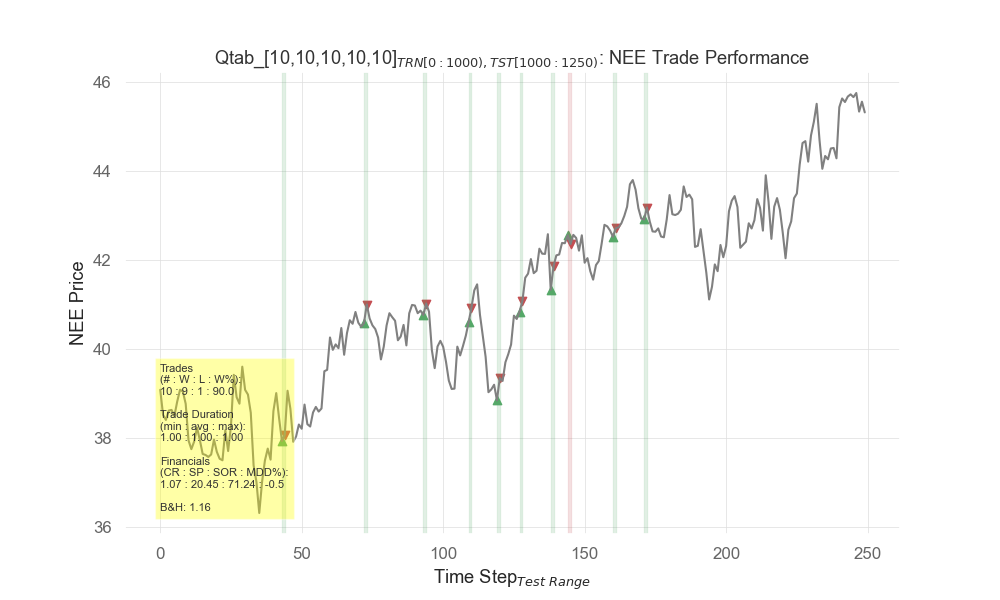 Qtab_[10,10,10,10,10]TRN[0 : 1000), TST[1000 : 1250): NEE Trade Performance
46
44
42
40
38
36
NEE Price
Trades
(# : W : L : W%):
10 : 9 : 1 : 90.0
Trade Duration
(min : avg : max):
1.00 : 1.00 : 1.00
Financials
(CR : SP : SOR : MDD%):
1.07 : 20.45 : 71.24 : -0.5
B&H: 1.16
0 50 100 150 200 250
Time StepTest Range